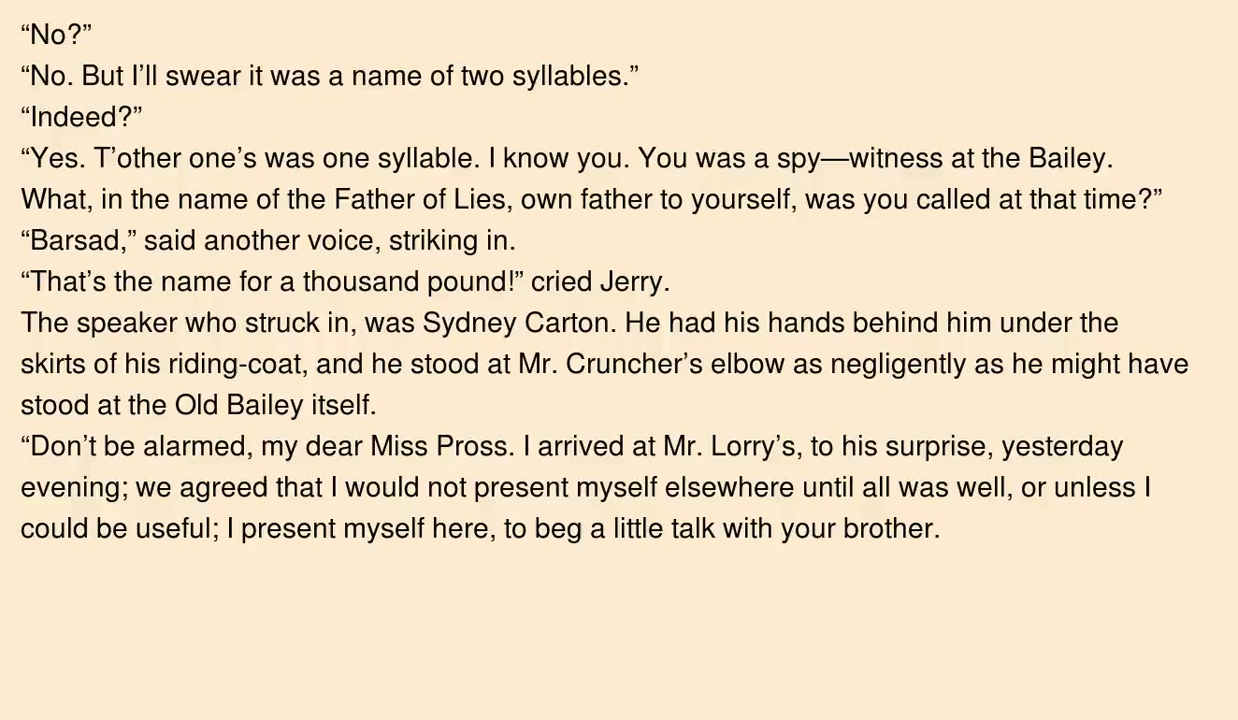 “No?”
“No. But I’ll swear it was a name of two syllables.”
“Indeed?”
“Yes. T’other one’s was one syllable. I know you. You was a spy—witness at the Bailey.
What, in the name of the Father of Lies, own father to yourself, was you called at that time?”
“Barsad,” said another voice, striking in.
“That’s the name for a thousand pound!” cried Jerry.
The speaker who struck in, was Sydney Carton. He had his hands behind him under the
skirts of his riding-coat, and he stood at Mr. Cruncher’s elbow as negligently as he might have
stood at the Old Bailey itself.
“Don’t be alarmed, my dear Miss Pross. I arrived at Mr. Lorry’s, to his surprise, yesterday
evening; we agreed that I would not present myself elsewhere until all was well, or unless I
could be useful; I present myself here, to beg a little talk with your brother.